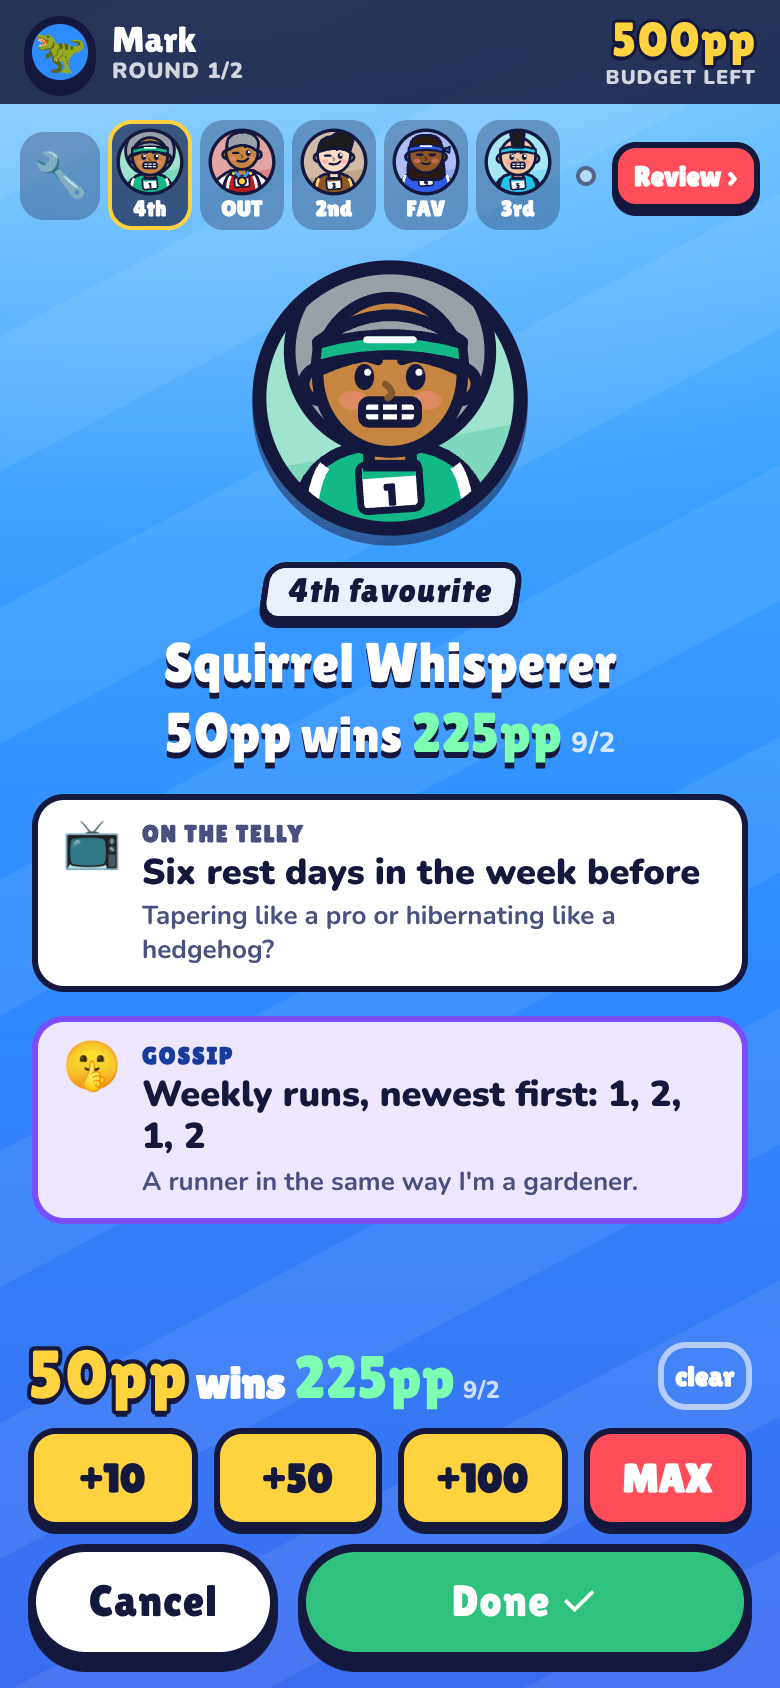 Mark
ROUND 1/2
500pp
BUDGET LEFT
4th
OUT
2nd
FAV
3rd
Review ›
1
4th favourite
Squirrel Whisperer
50pp wins 225pp 9/2
ON THE TELLY
Six rest days in the week before
Tapering like a pro or hibernating like a
hedgehog?
GOSSIP
Weekly runs, newest first: 1, 2,
1, 2
A runner in the same way I'm a gardener.
50pp wins 225pp 9/2
clear
+10
+50
+100
MAX
Cancel
Done ✓